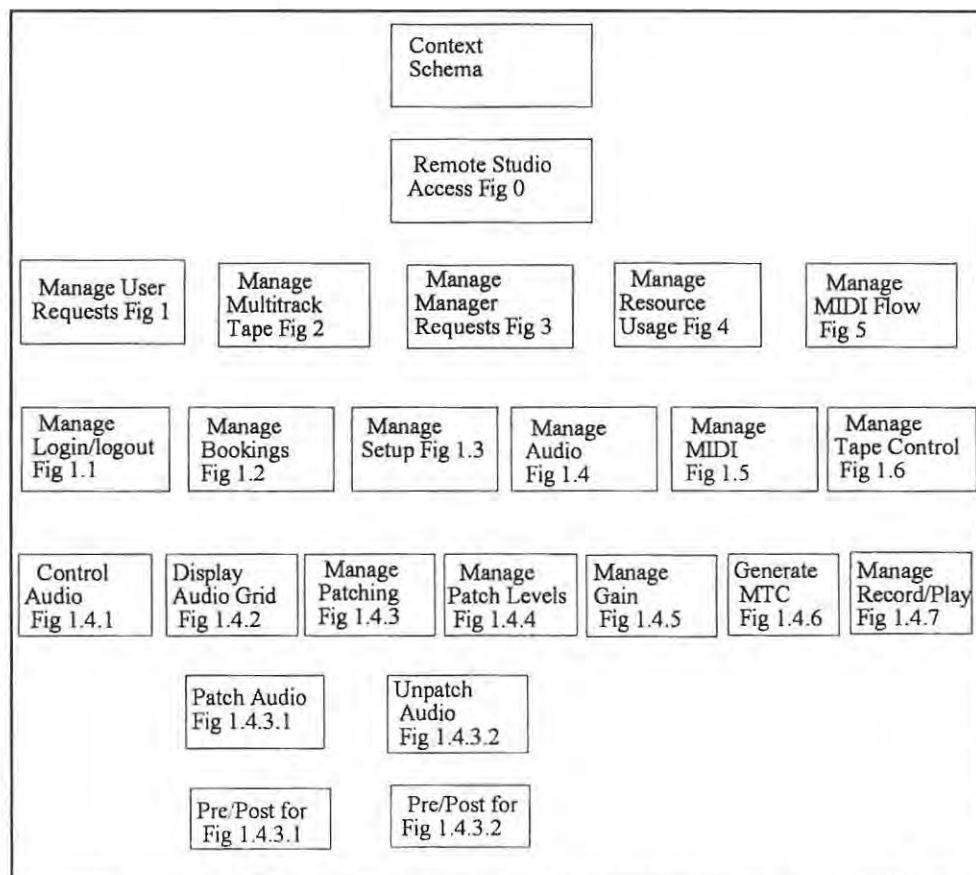 Context
Schema
Remote Studio
Access Fig 0
Manage User
Requests Fig 1
Manage
Multitrack
Tape Fig 2
Manage
Manager
Requests Fig 3
Manage
Resource
Usage Fig 4
Manage
MIDI Flow
Fig 5
Manage
Login/logout
Fig 1.1
Manage
Bookings
Fig 1.2
Manage
Setup Fig 1.3
Manage
Audio
Fig 1.4
Manage
MIDI
Fig 1.5
Manage
Tape Control
Fig 1.6
Control
Audio
Fig 1.4.1
Display
Audio Grid
Fig 1.4.2
Manage
Patching
Fig 1.4.3
Manage
Patch Levels
Fig 1.4.4
Manage
Gain
Fig 1.4.5
Generate
MTC
Fig 1.4.6
Manage
Record/Play
Fig 1.4.7
Patch Audio
Fig 1.4.3.1
Unpatch
Audio
Fig 1.4.3.2
Pre/Post for
Fig 1.4.3.1
Pre/Post for
Fig 1.4.3.2